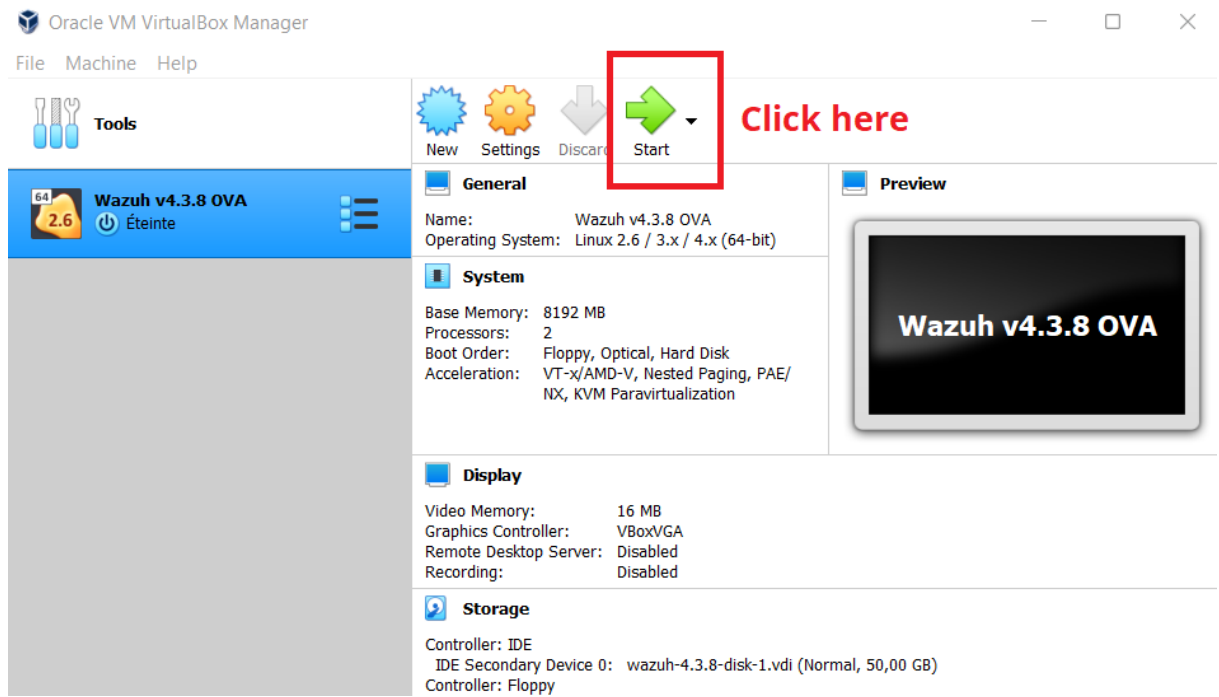 Oracle VM VirtualBox Manager
File Machine Help
Tools
New Settings Discard Start
Click here
64
2.6
Wazuh v4.3.8 OVA
Éteinte
General
Name: Wazuh v4.3.8 OVA
Operating System: Linux 2.6 / 3.x / 4.x (64-bit)
System
Base Memory: 8192 MB
Processors: 2
Boot Order: Floppy, Optical, Hard Disk
Acceleration: VT-x/AMD-V, Nested Paging, PAE/
NX, KVM Paravirtualization
Preview
Wazuh v4.3.8 OVA
Display
Video Memory: 16 MB
Graphics Controller: VBoxVGA
Remote Desktop Server: Disabled
Recording: Disabled
Storage
Controller: IDE
IDE Secondary Device 0: wazuh-4.3.8-disk-1.vdi (Normal, 50,00 GB)
Controller: Floppy